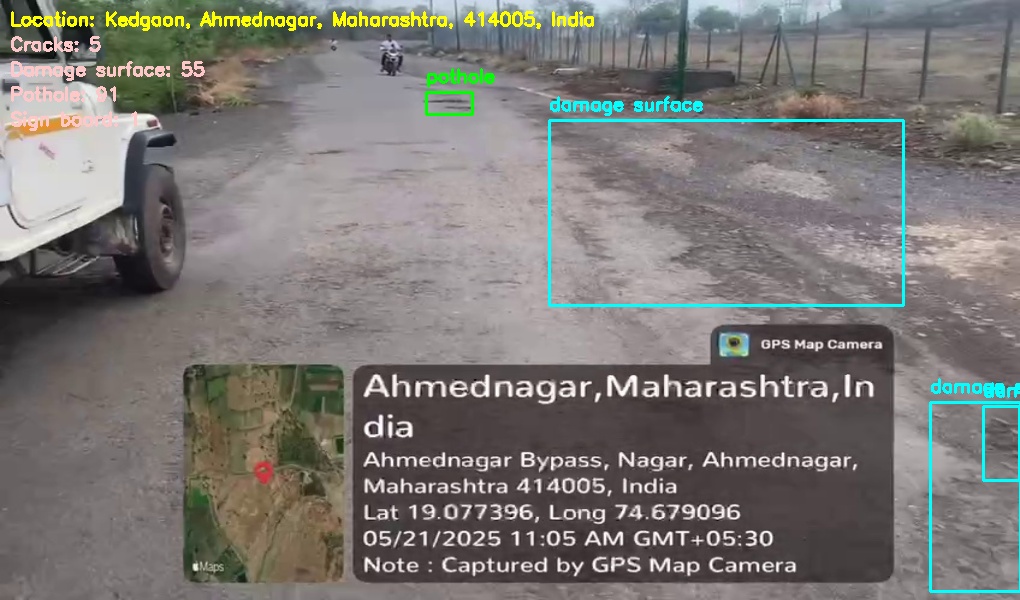 Location: Kedgaon, Ahmednagar, Maharashtra, 414005, India
Cracks: 5
Damage surface: 55
Pothole: 91
Sign board: 1
pothole
damage surface
GPS Map Camera
Ahmednagar,Maharashtra,In
dia
Ahmednagar Bypass, Nagar, Ahmednagar,
Maharashtra 414005, India
Lat 19.077396, Long 74.679096
05/21/2025 11:05 AM GMT+05:30
Note : Captured by GPS Map Camera
Maps
damage